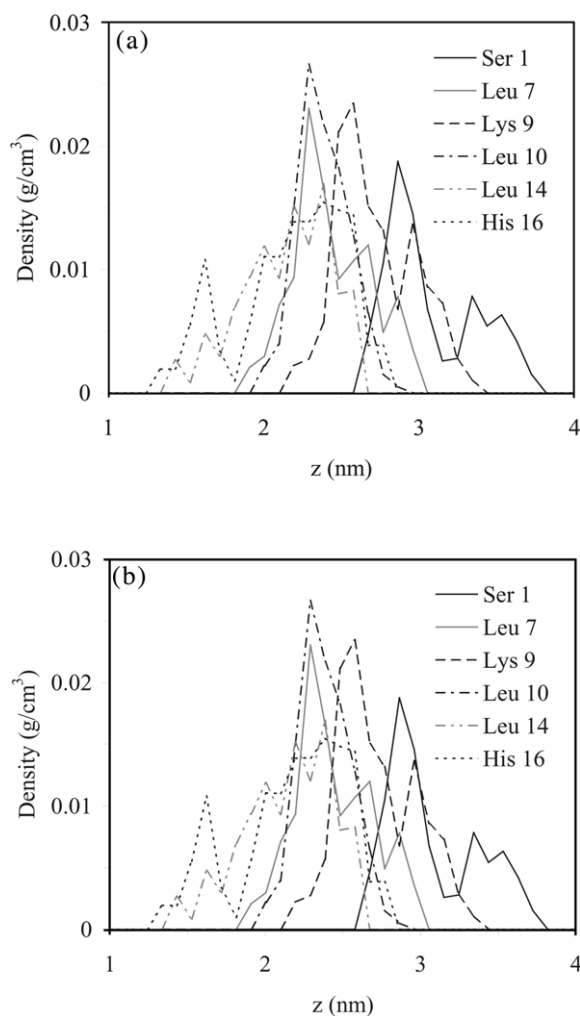 (a)
Density (g/cm³)
0.03
0.02
0.01
0
Ser 1
Leu 7
Lys 9
Leu 10
Leu 14
His 16
1 2 3 4
z (nm)
(b)
Density (g/cm³)
0.03
0.02
0.01
0
Ser 1
Leu 7
Lys 9
Leu 10
Leu 14
His 16
1 2 3 4
z (nm)